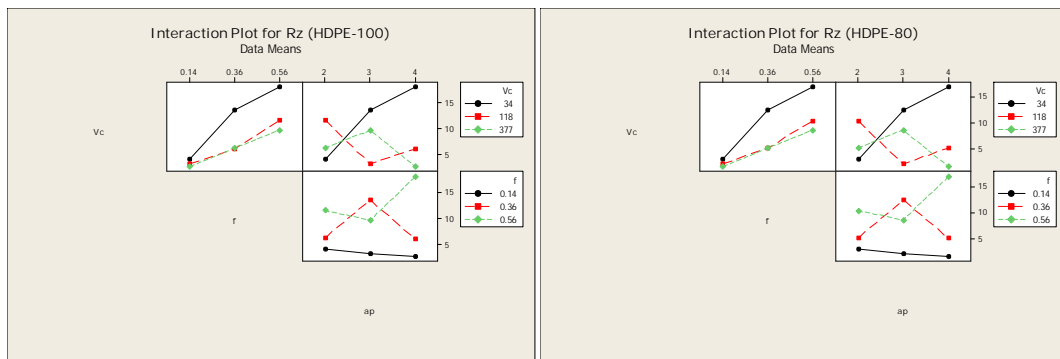 Interaction Plot for Rz (HDPE-100)
Data Means
0.14 0.36 0.56 2 3 4
Vc
34
118
377
15
10
5
Vc
f
0.14
0.36
0.56
15
10
5
f
ap
Interaction Plot for Rz (HDPE-80)
Data Means
0.14 0.36 0.56 2 3 4
Vc
34
118
377
15
10
5
Vc
f
0.14
0.36
0.56
15
10
5
f
ap